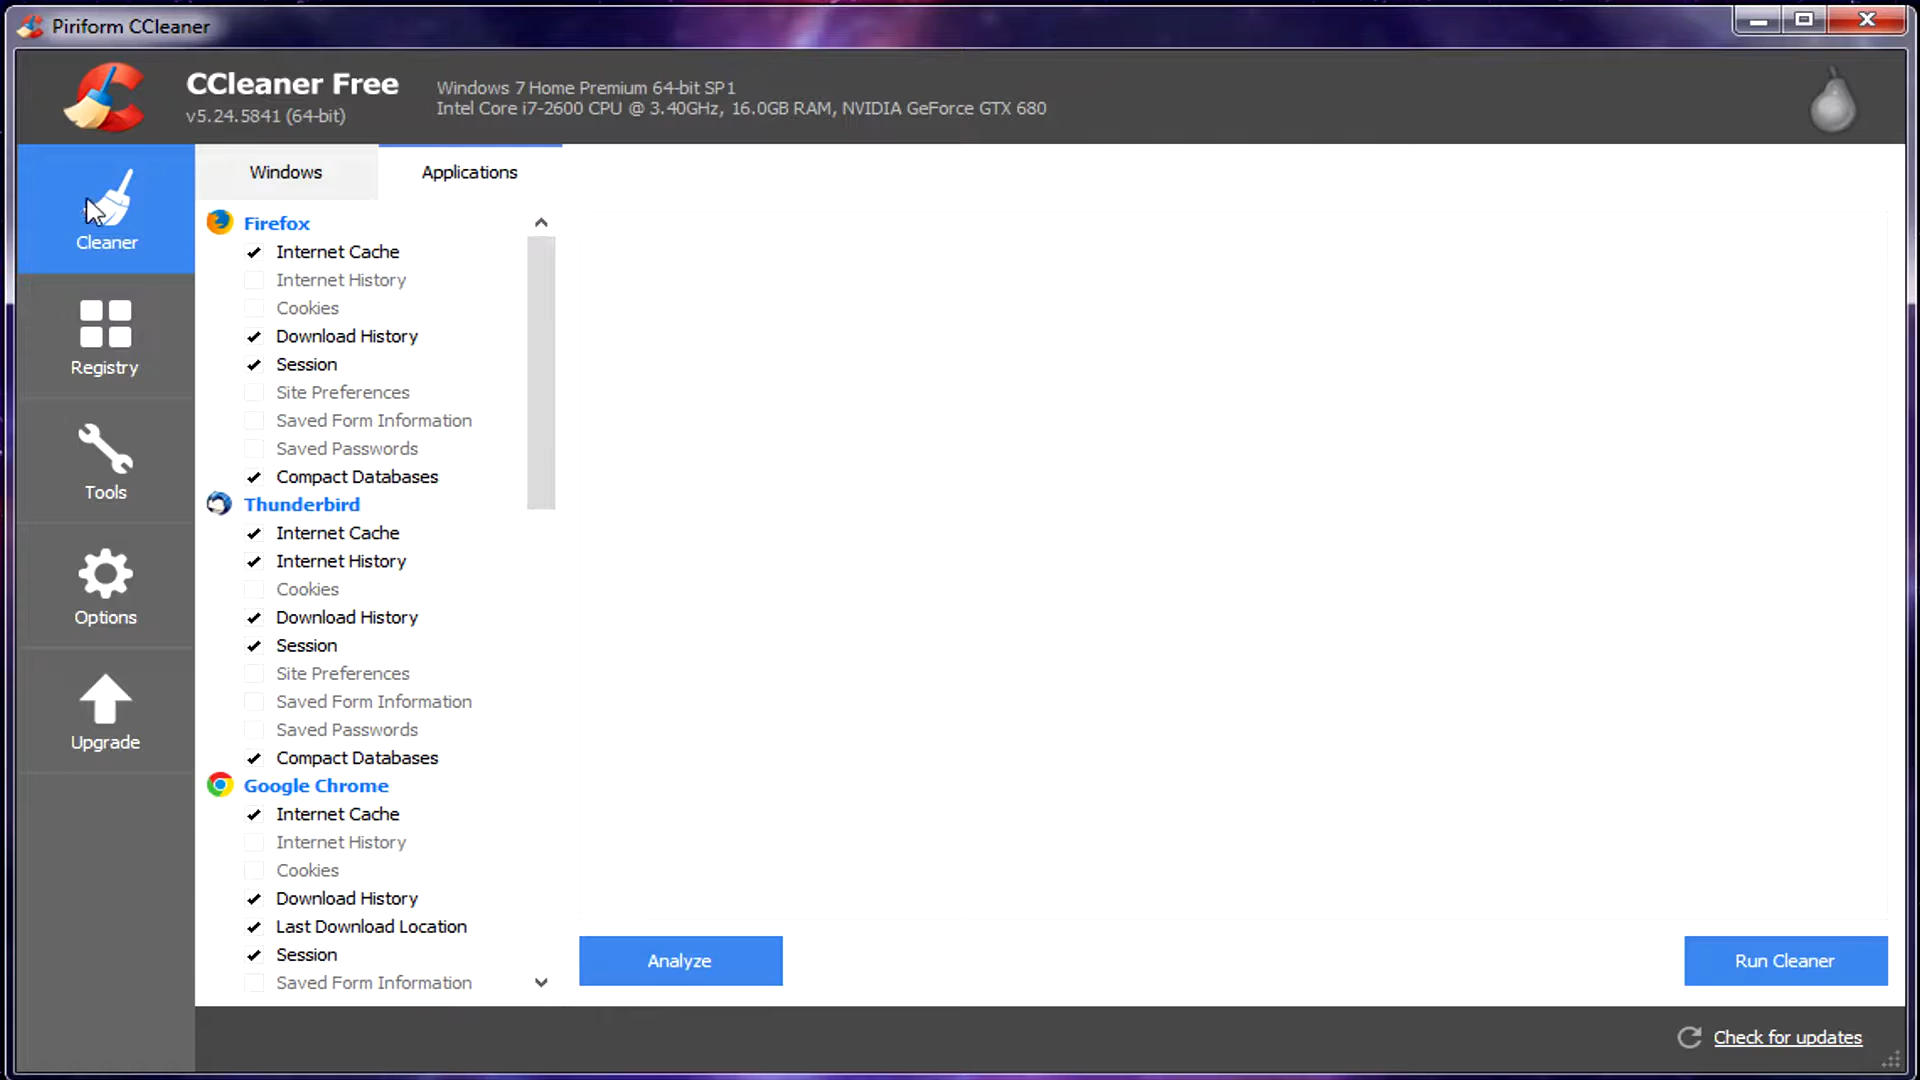 Piriform CCleaner
CCleaner Free
v5.24.5841 (64-bit)
Windows 7 Home Premium 64-bit SP1
Intel Core i7-2600 CPU @ 3.40GHz, 16.0GB RAM, NVIDIA GeForce GTX 680
Cleaner
Registry
Tools
Options
Upgrade
Windows
Applications
Firefox
Internet Cache
Internet History
Cookies
Download History
Session
Site Preferences
Saved Form Information
Saved Passwords
Compact Databases
Thunderbird
Internet Cache
Internet History
Cookies
Download History
Session
Site Preferences
Saved Form Information
Saved Passwords
Compact Databases
Google Chrome
Internet Cache
Internet History
Cookies
Download History
Last Download Location
Session
Saved Form Information
Analyze
Run Cleaner
Check for updates